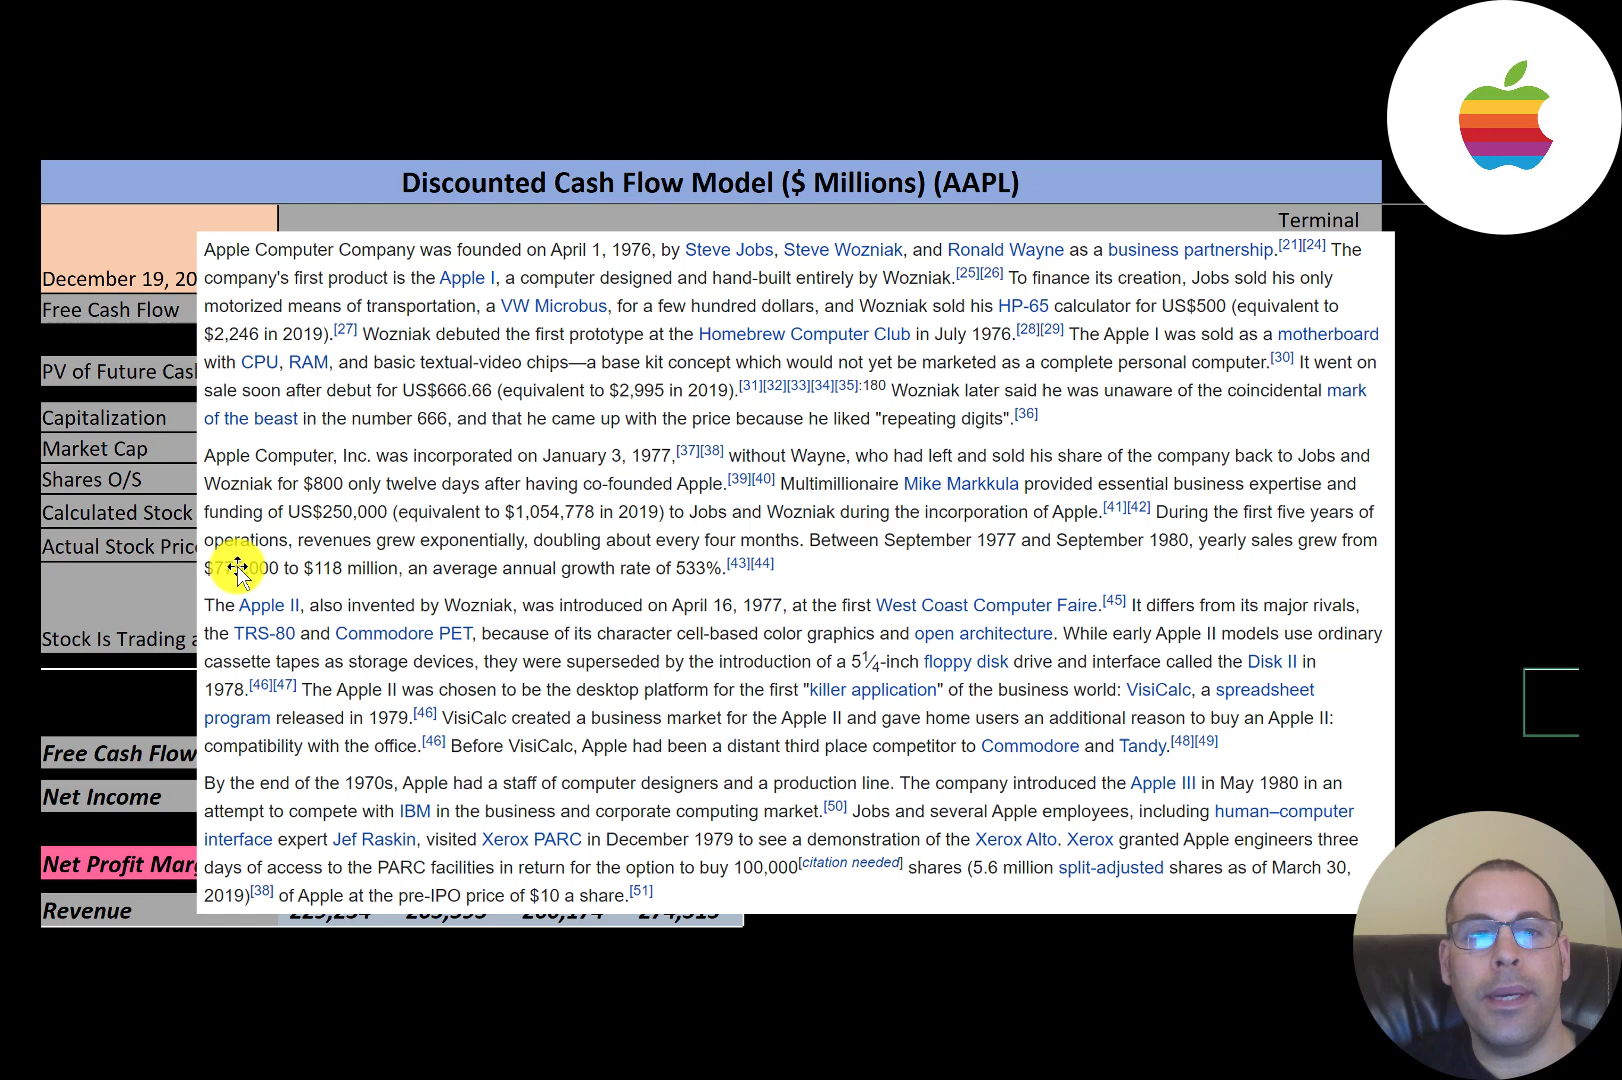 Discounted Cash Flow Model ($ Millions) (AAPL)
Terminal
December 19, 20
Free Cash Flow
PV of Future Cas
Capitalization
Market Cap
Shares O/S
Calculated Stock
Actual Stock Pric
Stock Is Trading a
Free Cash Flow
Net Income
Net Profit Mar
Revenue
Apple Computer Company was founded on April 1, 1976, by Steve Jobs, Steve Wozniak, and Ronald Wayne as a business partnership.[21][24] The
company's first product is the Apple I, a computer designed and hand-built entirely by Wozniak.[25][26] To finance its creation, Jobs sold his only
motorized means of transportation, a VW Microbus, for a few hundred dollars, and Wozniak sold his HP-65 calculator for US$500 (equivalent to
$2,246 in 2019).[27] Wozniak debuted the first prototype at the Homebrew Computer Club in July 1976.[28][29] The Apple I was sold as a motherboard
with CPU, RAM, and basic textual-video chips—a base kit concept which would not yet be marketed as a complete personal computer.[30] It went on
sale soon after debut for US$666.66 (equivalent to $2,995 in 2019).[31][32][33][34][35]:180 Wozniak later said he was unaware of the coincidental mark
of the beast in the number 666, and that he came up with the price because he liked "repeating digits".[36]
Apple Computer, Inc. was incorporated on January 3, 1977,[37][38] without Wayne, who had left and sold his share of the company back to Jobs and
Wozniak for $800 only twelve days after having co-founded Apple.[39][40] Multimillionaire Mike Markkula provided essential business expertise and
funding of US$250,000 (equivalent to $1,054,778 in 2019) to Jobs and Wozniak during the incorporation of Apple.[41][42] During the first five years of
operations, revenues grew exponentially, doubling about every four months. Between September 1977 and September 1980, yearly sales grew from
to $118 million, an average annual growth rate of 533%.[43][44]
The Apple II, also invented by Wozniak, was introduced on April 16, 1977, at the first West Coast Computer Faire.[45] It differs from its major rivals,
the TRS-80 and Commodore PET, because of its character cell-based color graphics and open architecture. While early Apple II models use ordinary
cassette tapes as storage devices, they were superseded by the introduction of a 5¼-inch floppy disk drive and interface called the Disk II in
1978.[46][47] The Apple II was chosen to be the desktop platform for the first "killer application" of the business world: VisiCalc, a spreadsheet
program released in 1979.[46] VisiCalc created a business market for the Apple II and gave home users an additional reason to buy an Apple II:
compatibility with the office.[46] Before VisiCalc, Apple had been a distant third place competitor to Commodore and Tandy.[48][49]
By the end of the 1970s, Apple had a staff of computer designers and a production line. The company introduced the Apple III in May 1980 in an
attempt to compete with IBM in the business and corporate computing market.[50] Jobs and several Apple employees, including human–computer
interface expert Jef Raskin, visited Xerox PARC in December 1979 to see a demonstration of the Xerox Alto. Xerox granted Apple engineers three
days of access to the PARC facilities in return for the option to buy 100,000[citation needed] shares (5.6 million split-adjusted shares as of March 30,
2019)[38] of Apple at the pre-IPO price of $10 a share.[51]